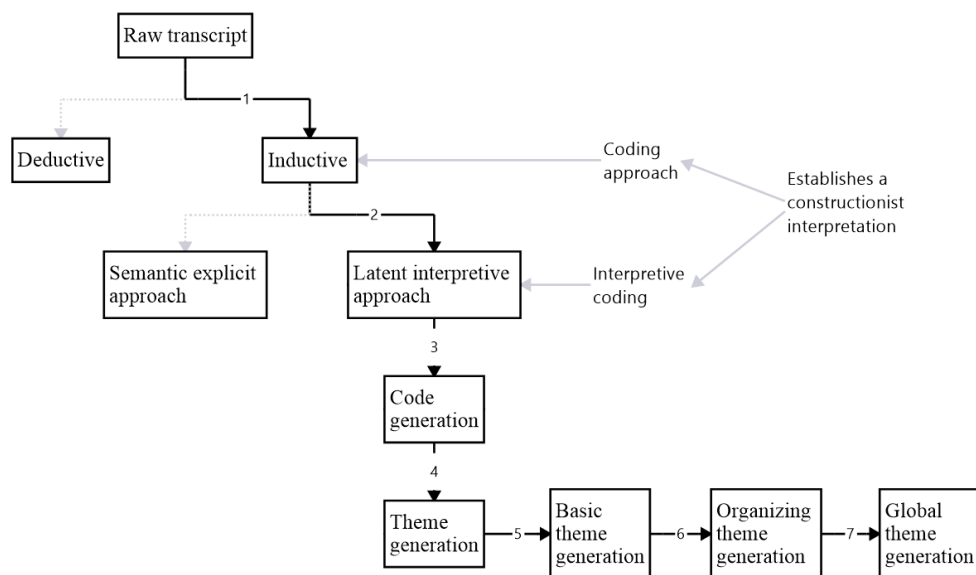 Raw transcript
1
Deductive
Inductive
Coding
approach
Establishes a
constructionist
interpretation
2
Semantic explicit
approach
Latent interpretive
approach
Interpretive
coding
3
Code
generation
4
Theme
generation
5
Basic
theme
generation
6
Organizing
theme
generation
7
Global
theme
generation